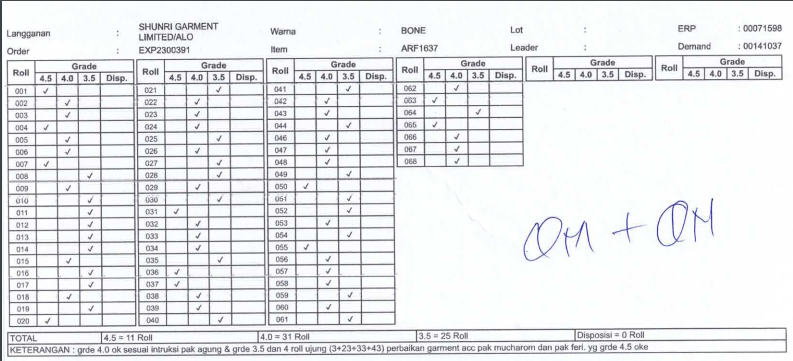 Langganan : SHUNRI GARMENT LIMITED/ALO Warna : BONE Lot : ERP : 00071598
Order : EXP2300391 Item : ARF1637 Leader : Demand : 00141037
Roll Grade Roll Grade Roll Grade Roll Grade Roll Grade Roll Grade
4.5 4.0 3.5 Disp. 4.5 4.0 3.5 Disp. 4.5 4.0 3.5 Disp. 4.5 4.0 3.5 Disp. 4.5 4.0 3.5 Disp. 4.5 4.0 3.5 Disp.
001 ✓ 021 ✓ 041 ✓ 062 ✓
002 ✓ 022 ✓ 042 ✓ 063 ✓
003 ✓ 023 ✓ 043 ✓ 064 ✓
004 ✓ 024 ✓ 044 ✓ 065 ✓
005 ✓ 025 ✓ 046 ✓ 066 ✓
006 ✓ 026 ✓ 047 ✓ 067 ✓
007 ✓ 027 ✓ 048 ✓ 068 ✓
008 ✓ 028 ✓ 049 ✓
009 ✓ 029 ✓ 050 ✓
010 ✓ 030 ✓ 051 ✓
011 ✓ 031 ✓ 052 ✓
012 ✓ 032 ✓ 053 ✓
013 ✓ 033 ✓ 054 ✓
014 ✓ 034 ✓ 055 ✓
015 ✓ 035 ✓ 056 ✓
016 ✓ 036 ✓ 057 ✓
017 ✓ 037 ✓ 058 ✓
018 ✓ 038 ✓ 059 ✓
019 ✓ 039 ✓ 060 ✓
020 ✓ 040 ✓ 061 ✓
TOTAL 4.5 = 11 Roll 4.0 = 31 Roll 3.5 = 25 Roll Disposisi = 0 Roll
KETERANGAN : grde 4.0 ok sesuai intruksi pak agung & grde 3.5 dan 4 roll ujung (3+23+33+43) perbaikan garment acc pak mucharom dan pak feri. yg grde 4.5 oke